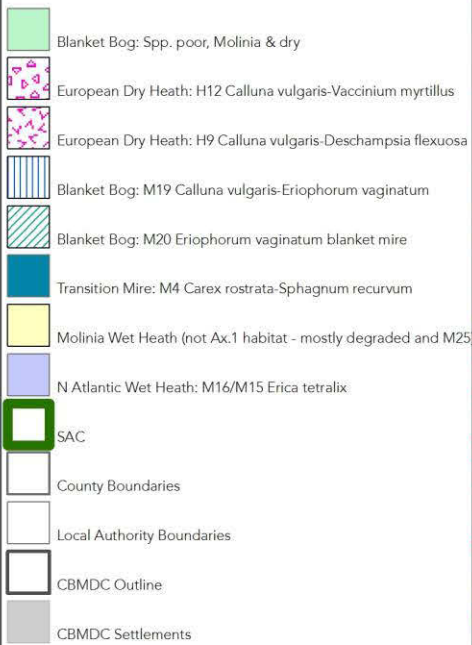 Blanket Bog: Spp. poor, Molinia & dry
European Dry Heath: H12 Calluna vulgaris-Vaccinium myrtillus
European Dry Heath: H9 Calluna vulgaris-Deschampsia flexuosa
Blanket Bog: M19 Calluna vulgaris-Eriophorum vaginatum
Blanket Bog: M20 Eriophorum vaginatum blanket mire
Transition Mire: M4 Carex rostrata-Sphagnum recurvum
Molinia Wet Heath (not Ax.1 habitat - mostly degraded and M25
N Atlantic Wet Heath: M16/M15 Erica tetralix
SAC
County Boundaries
Local Authority Boundaries
CBMDC Outline
CBMDC Settlements